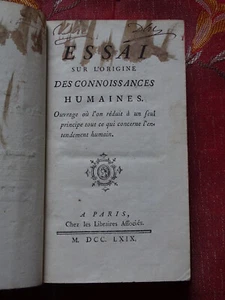 ESSAI
SUR L'ORIGINE
DES CONNOISSANCES
HUMAINES.
Ouvrage où l'on réduit à un seul
principe tout ce qui concerne l'en-
tendement humain.
A PARIS,
Chez les Libraires Associés.
M. DCC. LXIX.